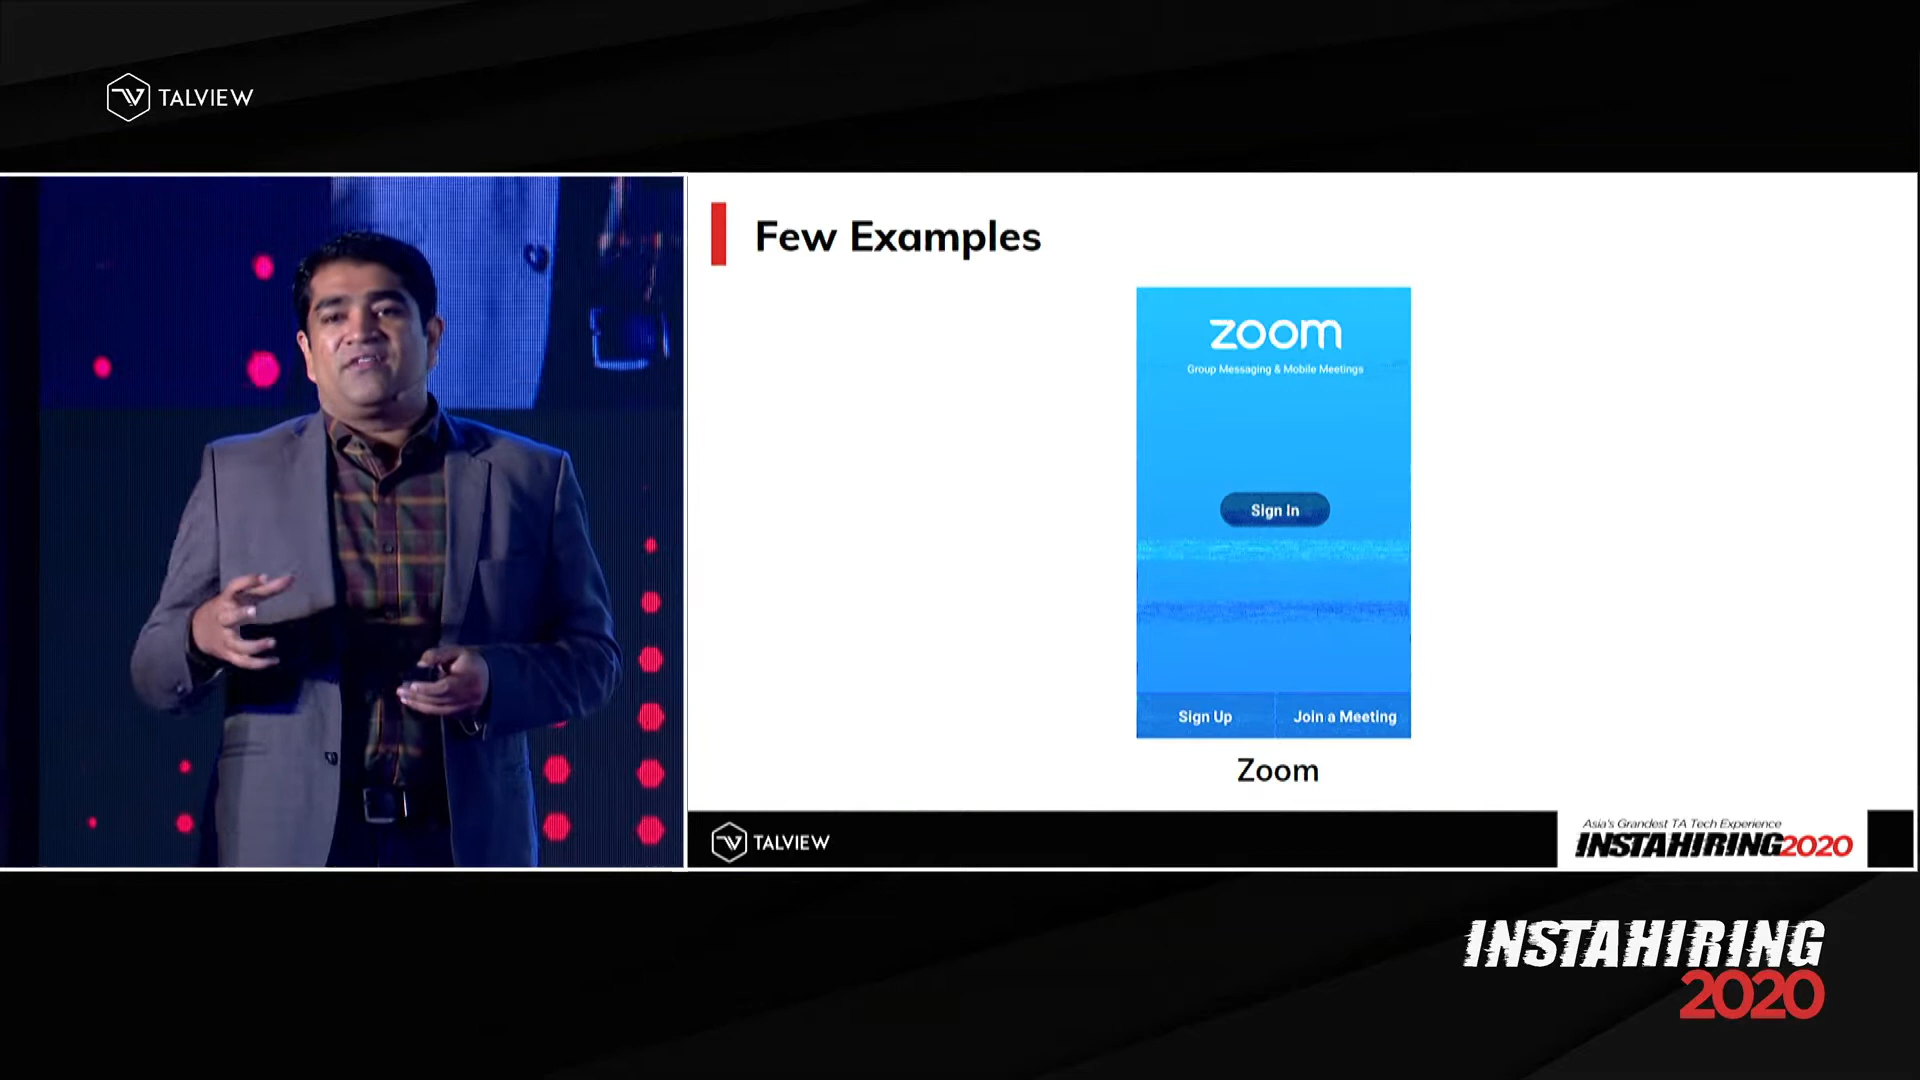 TALVIEW
Few Examples
zoom
Group Messaging & Mobile Meetings
Sign In
Sign Up
Join a Meeting
Zoom
TALVIEW
Asia's Grandest TA Tech Experience
INSTAHIRING2020
INSTAHIRING
2020